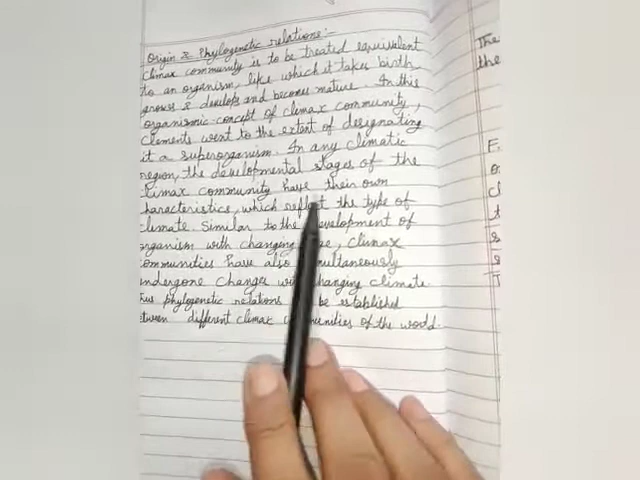 Origin & Phylogenetic relations:-
Climax community is to be treated equivalent
to an organism, like which it takes birth,
grows & develops and becomes mature. In this
organismic concept of climax community,
Clements went to the extent of designating
it a superorganism. In any climatic
region, the developmental stages of the
climax community have their own
characteristics, which reflect the type of
climate. Similar to the development of
organism with changing, climax
communities have also simultaneously
undergone changes with changing climate.
phylogenetic relations be established
different climax communities of the world.
The
the